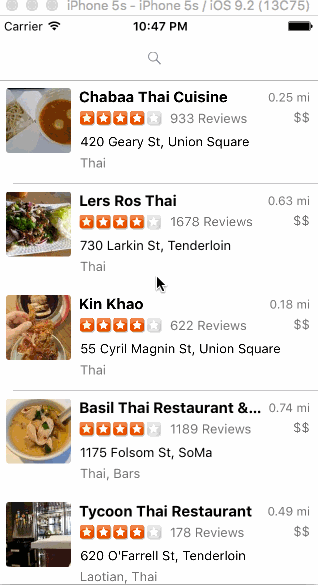 iPhone 5s - iPhone 5s / iOS 9.2 (13C75)
Carrier 10:47 PM
Chabaa Thai Cuisine 0.25 mi
933 Reviews $$
420 Geary St, Union Square
Thai
Lers Ros Thai 0.63 mi
1678 Reviews $$
730 Larkin St, Tenderloin
Thai
Kin Khao 0.18 mi
622 Reviews $$
55 Cyril Magnin St, Union Square
Thai
Basil Thai Restaurant &... 0.74 mi
1189 Reviews $$
1175 Folsom St, SoMa
Thai, Bars
Tycoon Thai Restaurant 0.49 mi
178 Reviews $$
620 O'Farrell St, Tenderloin
Laotian, Thai